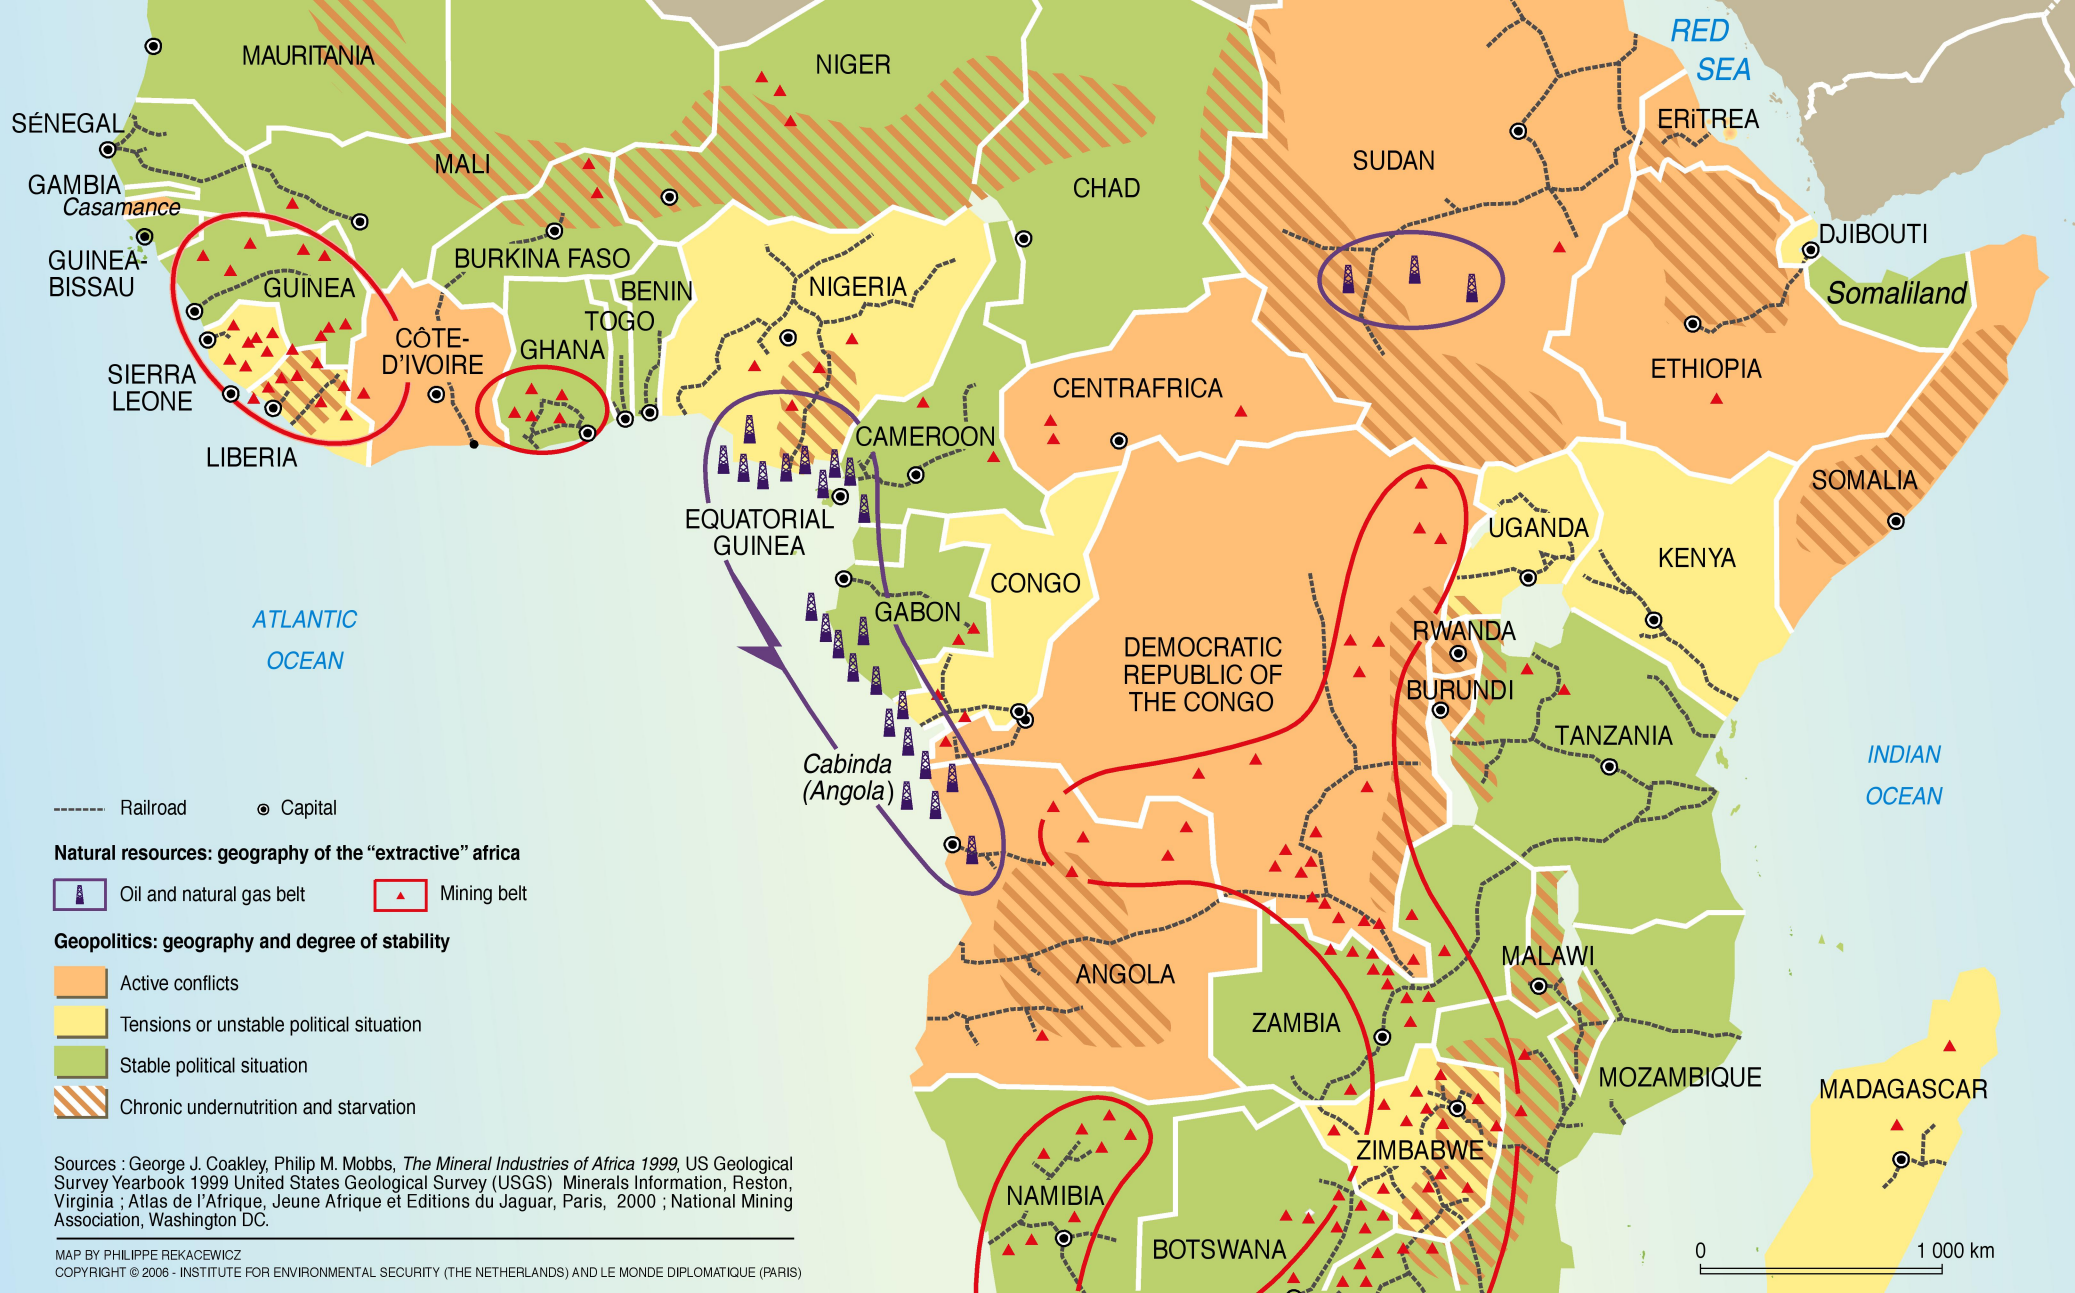 RED
SEA
MAURITANIA
NIGER
ERiTREA
SÉNEGAL
MALI
SUDAN
CHAD
GAMBIA
Casamance
DJIBOUTI
GUINEA-
BISSAU
BURKINA FASO
GUINEA
BENIN
NIGERIA
Somaliland
TOGO
CÔTE-
D'IVOIRE
GHANA
SIERRA
LEONE
ETHIOPIA
CENTRAFRICA
LIBERIA
CAMEROON
SOMALIA
EQUATORIAL
GUINEA
UGANDA
KENYA
CONGO
ATLANTIC
OCEAN
GABON
RWANDA
DEMOCRATIC
REPUBLIC OF
THE CONGO
BURUNDI
TANZANIA
INDIAN
OCEAN
Cabinda
(Angola)
Railroad
Capital
Natural resources: geography of the “extractive” africa
Oil and natural gas belt
Mining belt
Geopolitics: geography and degree of stability
Active conflicts
Tensions or unstable political situation
Stable political situation
Chronic undernutrition and starvation
MALAWI
ANGOLA
ZAMBIA
MOZAMBIQUE
MADAGASCAR
ZIMBABWE
NAMIBIA
BOTSWANA
Sources : George J. Coakley, Philip M. Mobbs, The Mineral Industries of Africa 1999, US Geological
Survey Yearbook 1999 United States Geological Survey (USGS) Minerals Information, Reston,
Virginia ; Atlas de l'Afrique, Jeune Afrique et Editions du Jaguar, Paris, 2000 ; National Mining
Association, Washington DC.
MAP BY PHILIPPE REKACEWICZ
COPYRIGHT © 2006 - INSTITUTE FOR ENVIRONMENTAL SECURITY (THE NETHERLANDS) AND LE MONDE DIPLOMATIQUE (PARIS)
0 1 000 km